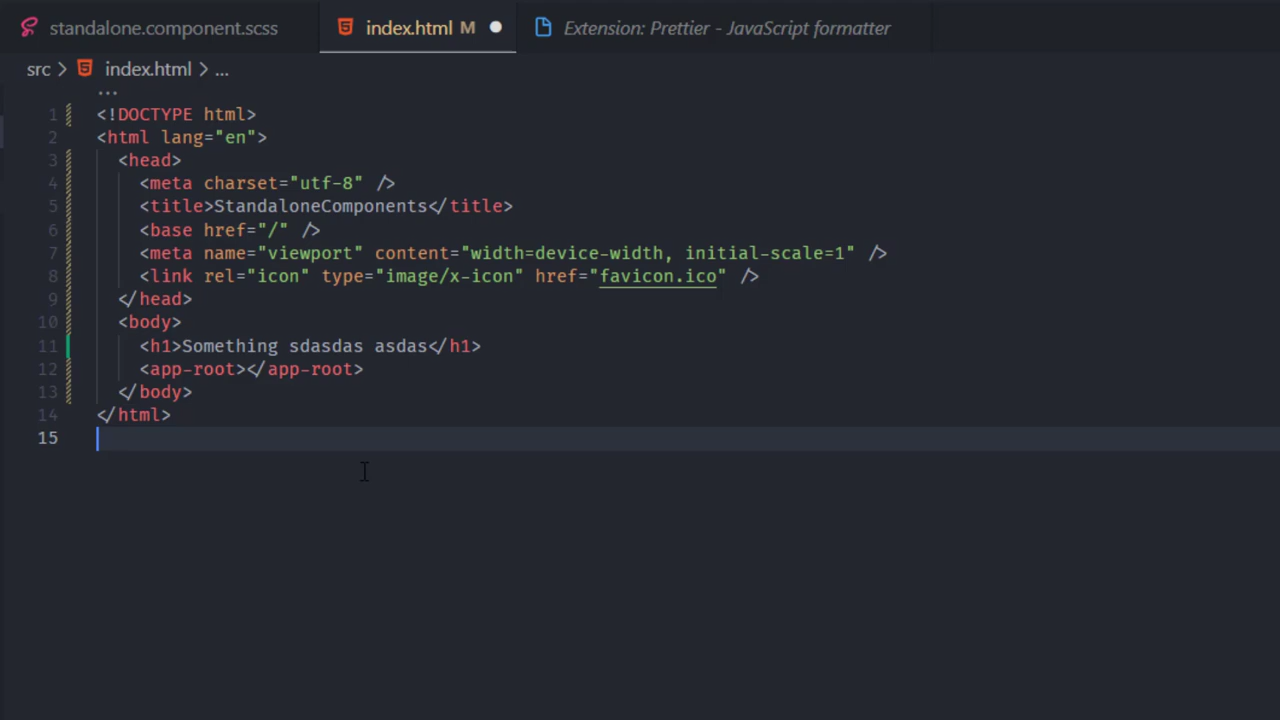 standalone.component.scss
index.html M
Extension: Prettier - JavaScript formatter
src > index.html > ...
...
1 <!DOCTYPE html>
2 <html lang="en">
3 <head>
4 <meta charset="utf-8" />
5 <title>StandaloneComponents</title>
6 <base href="/" />
7 <meta name="viewport" content="width=device-width, initial-scale=1" />
8 <link rel="icon" type="image/x-icon" href="favicon.ico" />
9 </head>
10 <body>
11 <h1>Something sdasdas asdas</h1>
12 <app-root></app-root>
13 </body>
14 </html>
15